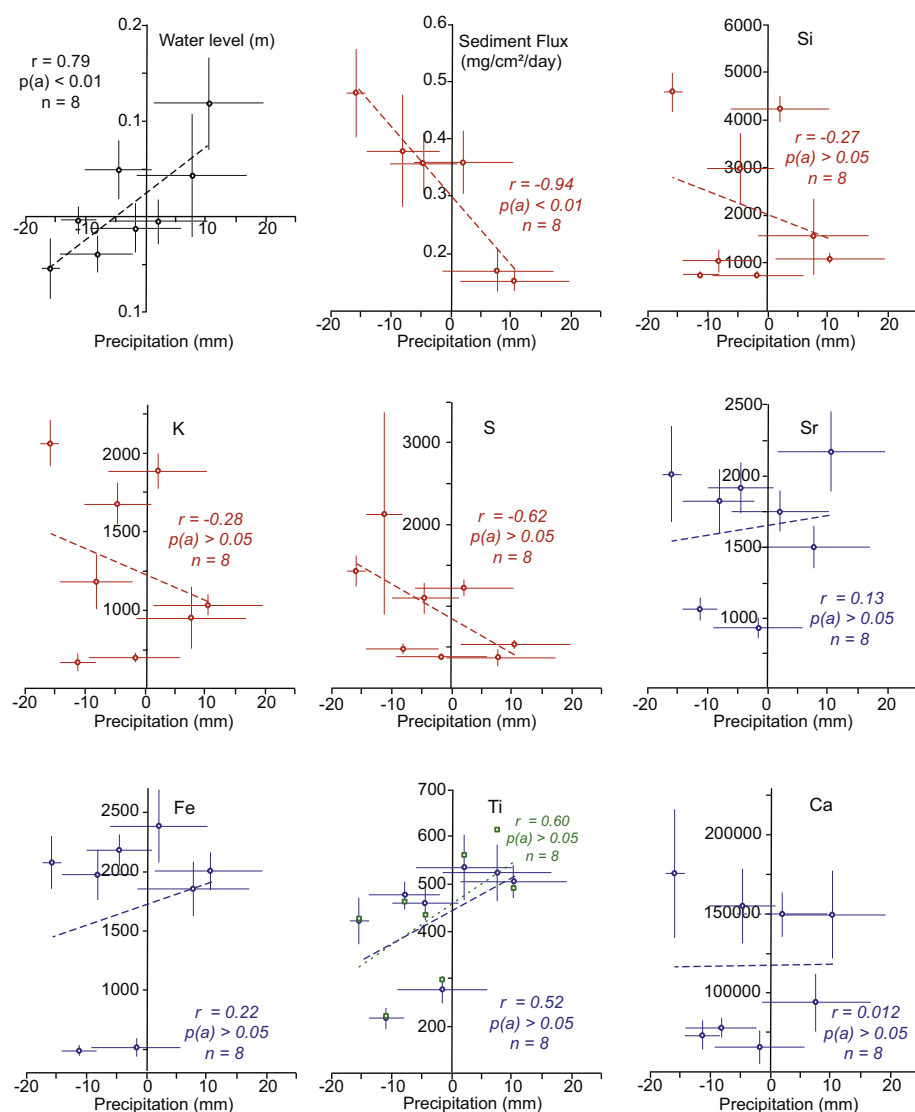 0.2
Water level (m)
r = 0.79
p(a) < 0.01
n = 8
0.1
-20
-10
10
20
0.1
Precipitation (mm)
0.6
Sediment Flux
(mg/cm²/day)
0.5
0.4
0.3
0.2
r = -0.94
p(a) < 0.01
n = 8
-20
-10
0
10
20
Precipitation (mm)
6000
Si
5000
4000
3000
2000
1000
r = -0.27
p(a) > 0.05
n = 8
-20
-10
0
10
20
Precipitation (mm)
K
2000
1500
1000
r = -0.28
p(a) > 0.05
n = 8
-20
-10
0
10
20
Precipitation (mm)
S
3000
2000
1000
r = -0.62
p(a) > 0.05
n = 8
-20
-10
0
10
20
Precipitation (mm)
2500
Sr
2000
1500
1000
r = 0.13
p(a) > 0.05
n = 8
-20
-10
0
10
20
Precipitation (mm)
Fe
2500
2000
1500
1000
r = 0.22
p(a) > 0.05
n = 8
-20
-10
0
10
20
Precipitation (mm)
700
Ti
600
500
400
300
200
r = 0.60
p(a) > 0.05
n = 8
r = 0.52
p(a) > 0.05
n = 8
-20
-10
0
10
20
Precipitation (mm)
Ca
200000
150000
100000
r = 0.012
p(a) > 0.05
n = 8
-20
-10
0
10
20
Precipitation (mm)